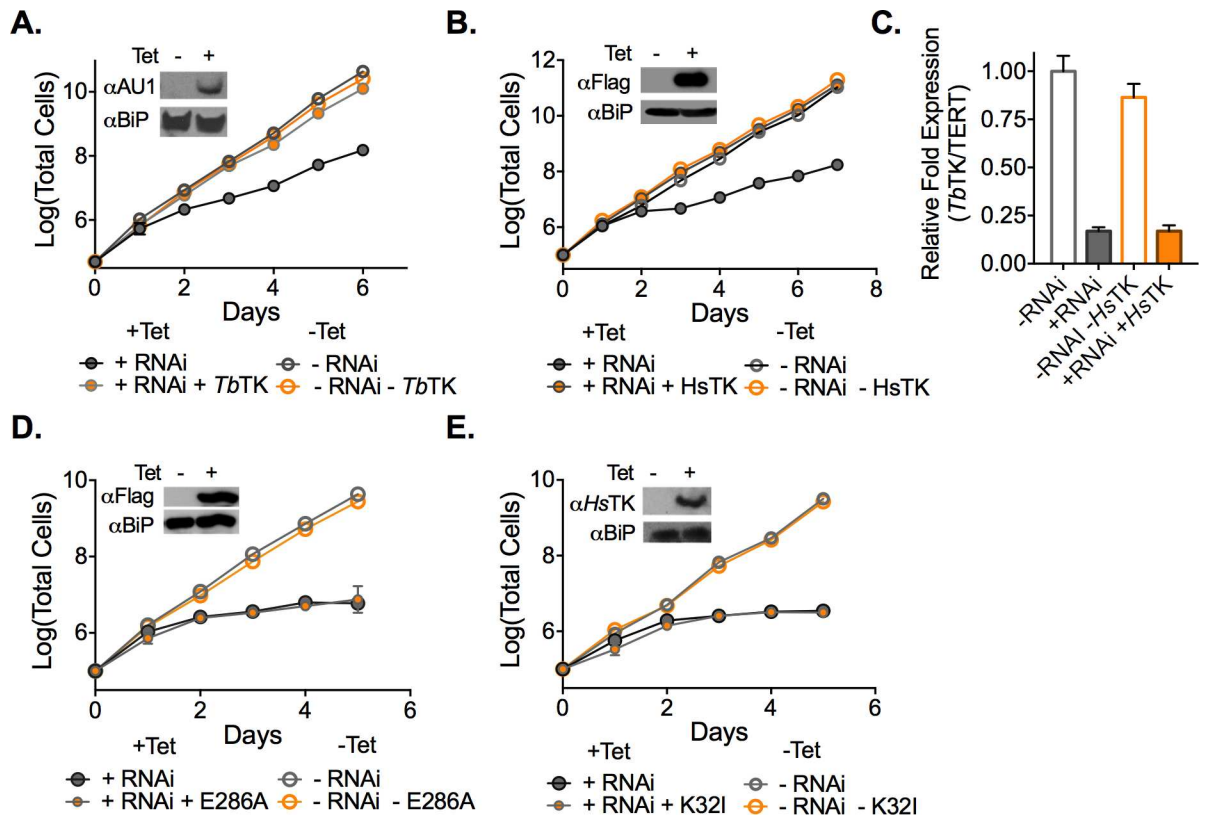 A.
Tet - +
αAU1
αBiP
Log(Total Cells)
10
8
6
0 2 4 6
Days
+Tet -Tet
+ RNAi - RNAi
+ RNAi + TbTK - RNAi - TbTK
B.
Tet - +
αFlag
αBiP
Log(Total Cells)
12
10
8
6
0 1 2 3 4 5 6 7 8
Days
+Tet -Tet
+ RNAi - RNAi
+ RNAi + HsTK - RNAi - HsTK
C.
Relative Fold Expression
(TbTK/TERT)
1.00
0.75
0.50
0.25
0.00
-RNAi
+RNAi
-RNAI -HsTK
+RNAi +HsTK
D.
Tet - +
αFlag
αBiP
Log(Total Cells)
10
8
6
0 2 4 6
Days
+Tet -Tet
+ RNAi - RNAi
+ RNAi + E286A - RNAi - E286A
E.
Tet - +
αHsTK
αBiP
Log(Total Cells)
10
8
6
0 2 4 6
Days
+Tet -Tet
+ RNAi - RNAi
+ RNAi + K32I - RNAi - K32I